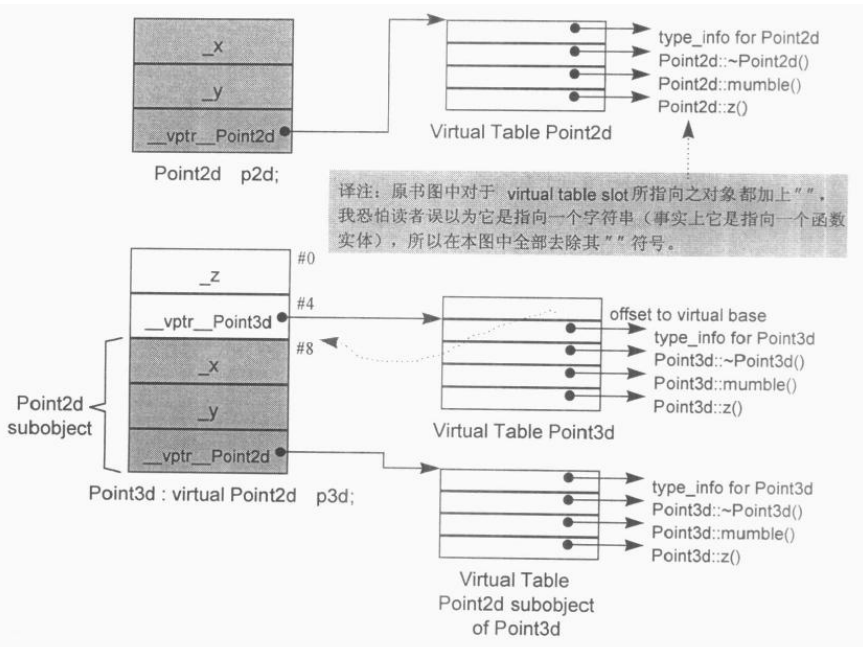 _x
_y
__vptr__Point2d
Point2d p2d;
type_info for Point2d
Point2d::~Point2d()
Point2d::mumble()
Point2d::z()
Virtual Table Point2d
译注：原书图中对于 virtual table slot 所指向之对象都加上""，
我恐怕读者误以为它是指向一个字符串（事实上它是指向一个函数
实体），所以在本图中全部去除其""符号。
#0
_z
#4
__vptr__Point3d
#8
_x
_y
__vptr__Point2d
Point2d
subobject
Point3d : virtual Point2d p3d;
offset to virtual base
type_info for Point3d
Point3d::~Point3d()
Point3d::mumble()
Point3d::z()
Virtual Table Point3d
type_info for Point3d
Point3d::~Point3d()
Point3d::mumble()
Point3d::z()
Virtual Table
Point2d subobject
of Point3d